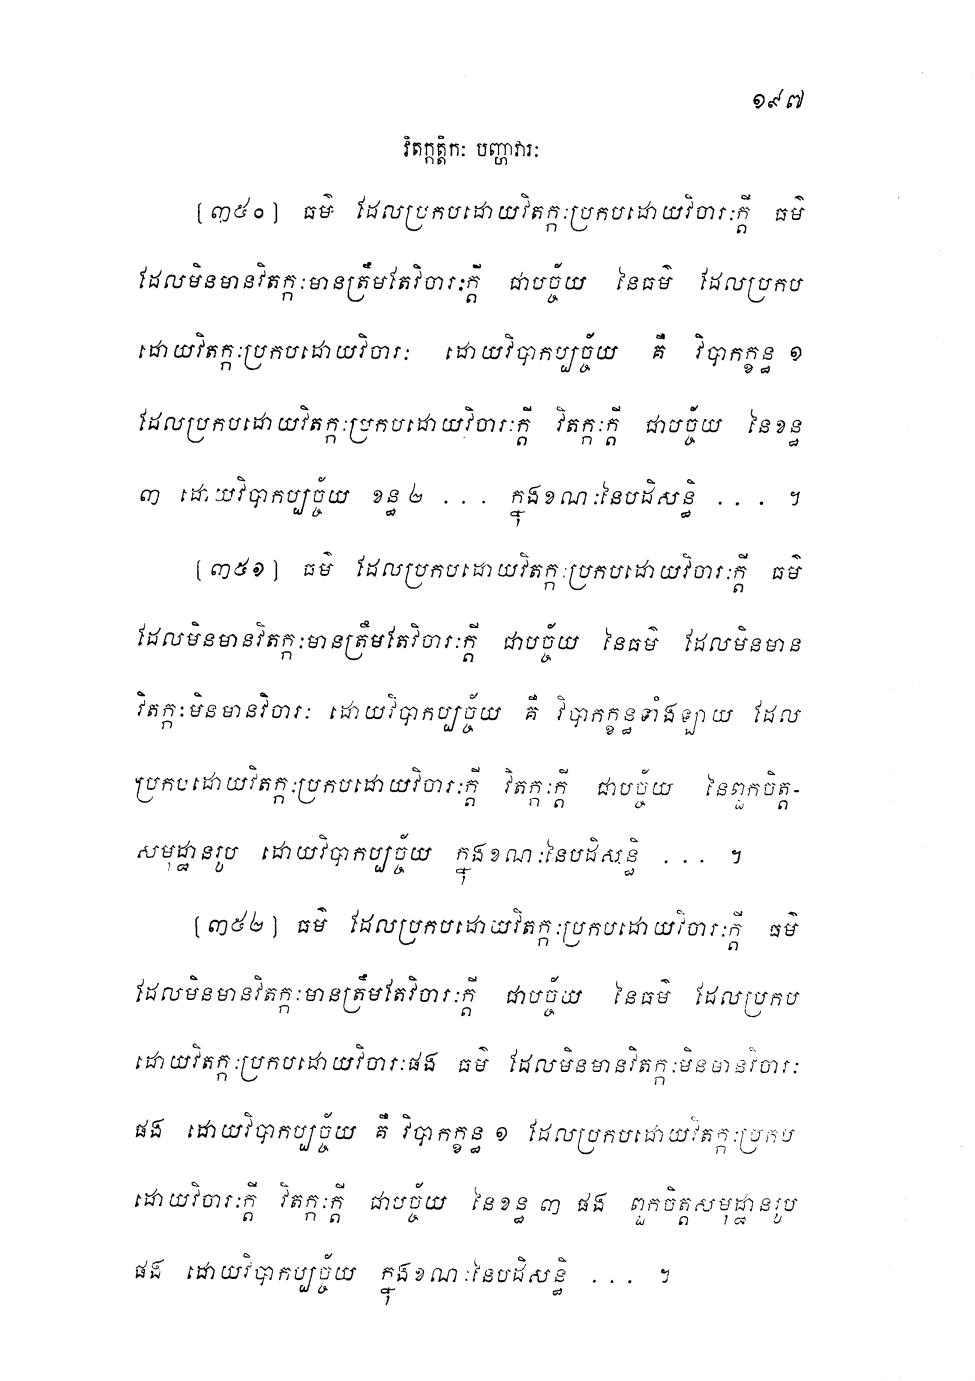 ១៩៧
វិតក្កត្តិកៈ បញ្ហាវារៈ
[៣៥០] ធម៌ ដែលប្រកបដោយវិតក្កៈប្រកបដោយវិចារៈក្តី ធម៌
ដែលមិនមានវិតក្កៈមានត្រឹមតែវិចារៈក្តី ជាបច្ច័យ នៃធម៌ ដែលប្រកប
ដោយវិតក្កៈប្រកបដោយវិចារៈ ដោយវិបាកប្បច្ច័យ គឺ វិបាកក្ខន្ធ ១
ដែលប្រកបដោយវិតក្កៈប្រកបដោយវិចារៈក្តី វិតក្កៈក្តី ជាបច្ច័យ នៃខន្ធ
៣ ដោយវិបាកប្បច្ច័យ ខន្ធ ២ . . . ក្នុងខណៈនៃបដិសន្ធិ . . . ។
[៣៥១] ធម៌ ដែលប្រកបដោយវិតក្កៈប្រកបដោយវិចារៈក្តី ធម៌
ដែលមិនមានវិតក្កៈមានត្រឹមតែវិចារៈក្តី ជាបច្ច័យ នៃធម៌ ដែលមិនមាន
វិតក្កៈមិនមានវិចារៈ ដោយវិបាកប្បច្ច័យ គឺ វិបាកក្ខន្ធទាំងឡាយ ដែល
ប្រកបដោយវិតក្កៈប្រកបដោយវិចារៈក្តី វិតក្កៈក្តី ជាបច្ច័យ នៃពួកចិត្ត-
សមុដ្ឋានរូប ដោយវិបាកប្បច្ច័យ ក្នុងខណៈនៃបដិសន្ធិ . . . ។
[៣៥២] ធម៌ ដែលប្រកបដោយវិតក្កៈប្រកបដោយវិចារៈក្តី ធម៌
ដែលមិនមានវិតក្កៈមានត្រឹមតែវិចារៈក្តី ជាបច្ច័យ នៃធម៌ ដែលប្រកប
ដោយវិតក្កៈប្រកបដោយវិចារៈផង ធម៌ ដែលមិនមានវិតក្កៈមិនមានវិចារៈ
ផង ដោយវិបាកប្បច្ច័យ គឺ វិបាកក្ខន្ធ ១ ដែលប្រកបដោយវិតក្កៈប្រកប
ដោយវិចារៈក្តី វិតក្កៈក្តី ជាបច្ច័យ នៃខន្ធ ៣ ផង ពួកចិត្តសមុដ្ឋានរូប
ផង ដោយវិបាកប្បច្ច័យ ក្នុងខណៈនៃបដិសន្ធិ . . . ។